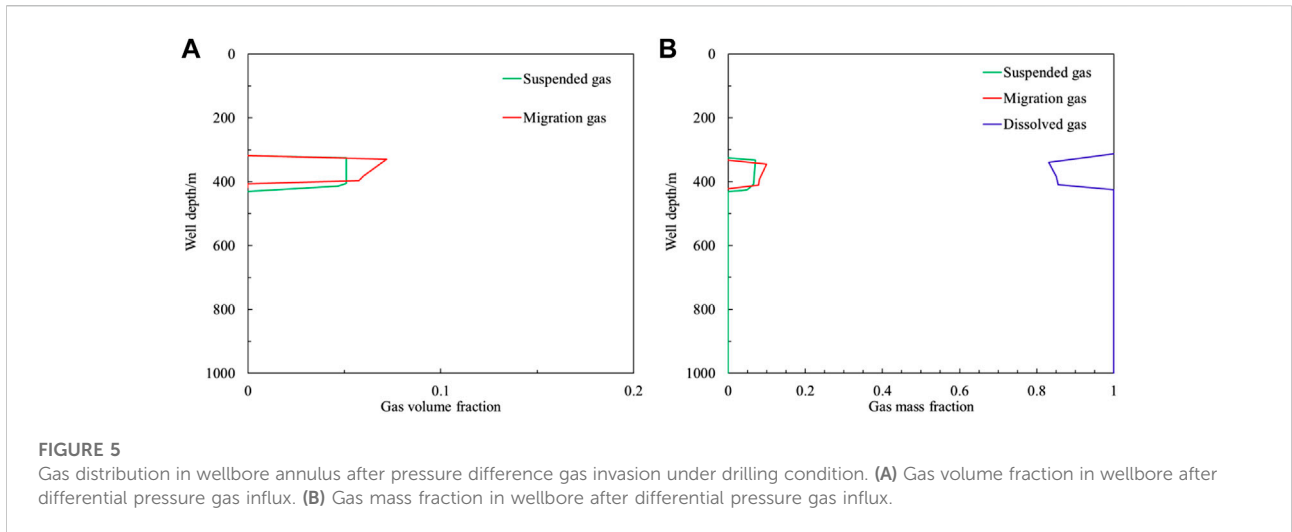 A
0
200
400
600
800
1000
Well depth/m
Suspended gas
Migration gas
0
0.1
0.2
Gas volume fraction
B
0
200
400
600
800
1000
Well depth/m
Suspended gas
Migration gas
Dissolved gas
0
0.2
0.4
0.6
0.8
1
Gas mass fraction
FIGURE 5
Gas distribution in wellbore annulus after pressure difference gas invasion under drilling condition. (A) Gas volume fraction in wellbore after
differential pressure gas influx. (B) Gas mass fraction in wellbore after differential pressure gas influx.